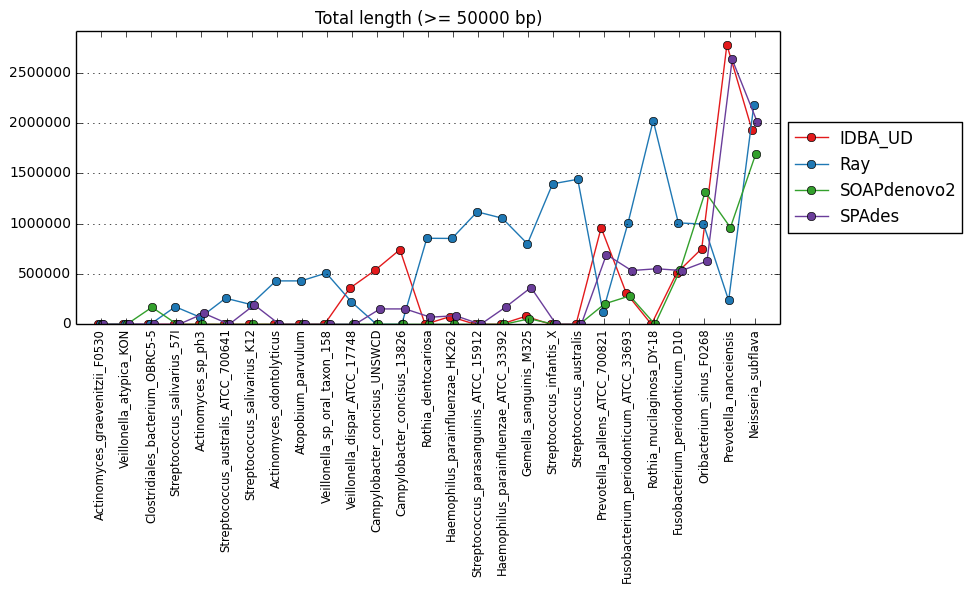 Total length (>= 50000 bp)
2500000
2000000
1500000
1000000
500000
0
IDBA_UD
Ray
SOAPdenovo2
SPAdes
Actinomyces_graevenitzii_F0530
Veillonella_atypica_KON
Clostridiales_bacterium_OBRC5-5
Streptococcus_salivarius_57I
Actinomyces_sp_ph3
Streptococcus_australis_ATCC_700641
Streptococcus_salivarius_K12
Actinomyces_odontolyticus
Atopobium_parvulum
Veillonella_sp_oral_taxon_158
Veillonella_dispar_ATCC_17748
Campylobacter_concisus_UNSWCD
Campylobacter_concisus_13826
Rothia_dentocariosa
Haemophilus_parainfluenzae_HK262
Streptococcus_parasanguinis_ATCC_15912
Haemophilus_parainfluenzae_ATCC_33392
Gemella_sanguinis_M325
Streptococcus_infantis_X
Streptococcus_australis
Prevotella_pallens_ATCC_700821
Fusobacterium_periodonticum_ATCC_33693
Rothia_mucilaginosa_DY-18
Fusobacterium_periodonticum_D10
Oribacterium_sinus_F0268
Prevotella_nanceiensis
Neisseria_subflava